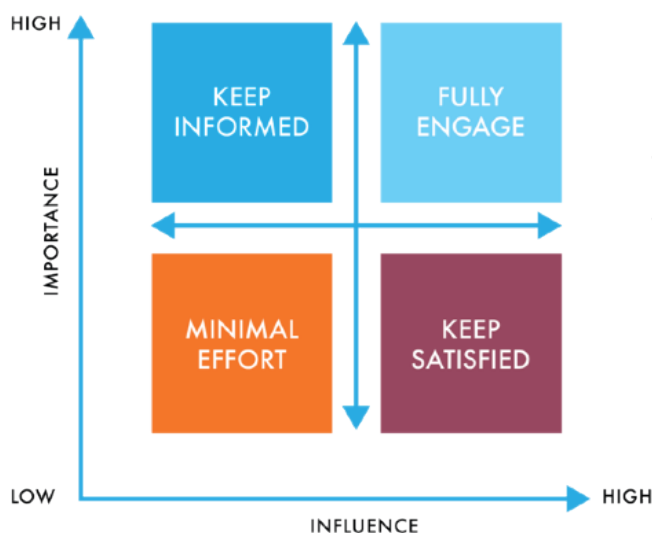 HIGH
KEEP
INFORMED
FULLY
ENGAGE
IMPORTANCE
MINIMAL
EFFORT
KEEP
SATISFIED
LOW
HIGH
INFLUENCE